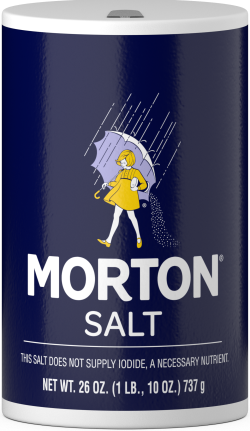 MORTON®
SALT
THIS SALT DOES NOT SUPPLY IODIDE, A NECESSARY NUTRIENT.
NET WT. 26 OZ. (1 LB., 10 OZ.) 737 g